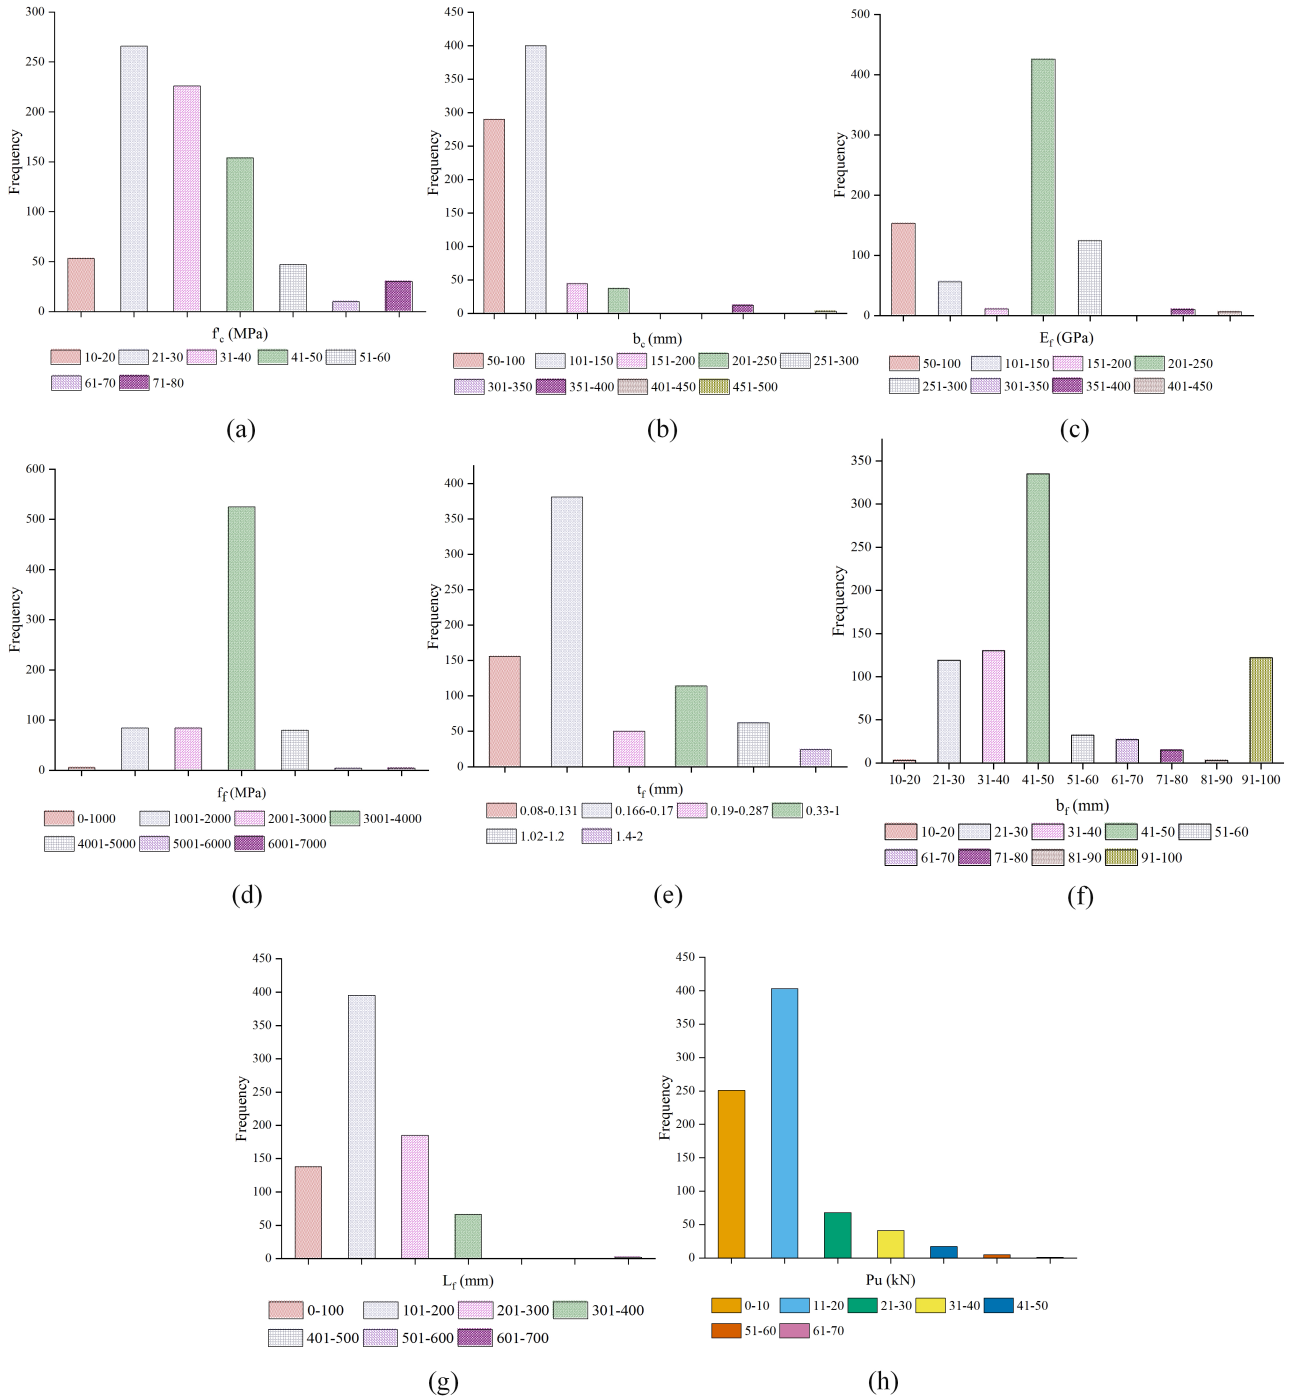 300
250
200
150
100
50
0
Frequency
f'c (MPa)
10-20 21-30 31-40 41-50 51-60
61-70 71-80
(a)
450
400
350
300
250
200
150
100
50
0
Frequency
bc (mm)
50-100 101-150 151-200 201-250 251-300
301-350 351-400 401-450 451-500
(b)
500
400
300
200
100
0
Frequency
Ef (GPa)
50-100 101-150 151-200 201-250
251-300 301-350 351-400 401-450
(c)
600
500
400
300
200
100
0
Frequency
ff (MPa)
0-1000 1001-2000 2001-3000 3001-4000
4001-5000 5001-6000 6001-7000
(d)
400
350
300
250
200
150
100
50
0
Frequency
tf (mm)
0.08-0.131 0.166-0.17 0.19-0.287 0.33-1
1.02-1.2 1.4-2
(e)
350
300
250
200
150
100
50
0
Frequency
10-20 21-30 31-40 41-50 51-60 61-70 71-80 81-90 91-100
bf (mm)
10-20 21-30 31-40 41-50 51-60
61-70 71-80 81-90 91-100
(f)
450
400
350
300
250
200
150
100
50
0
Frequency
Lf (mm)
0-100 101-200 201-300 301-400
401-500 501-600 601-700
(g)
450
400
350
300
250
200
150
100
50
0
Frequency
Pu (kN)
0-10 11-20 21-30 31-40 41-50
51-60 61-70
(h)